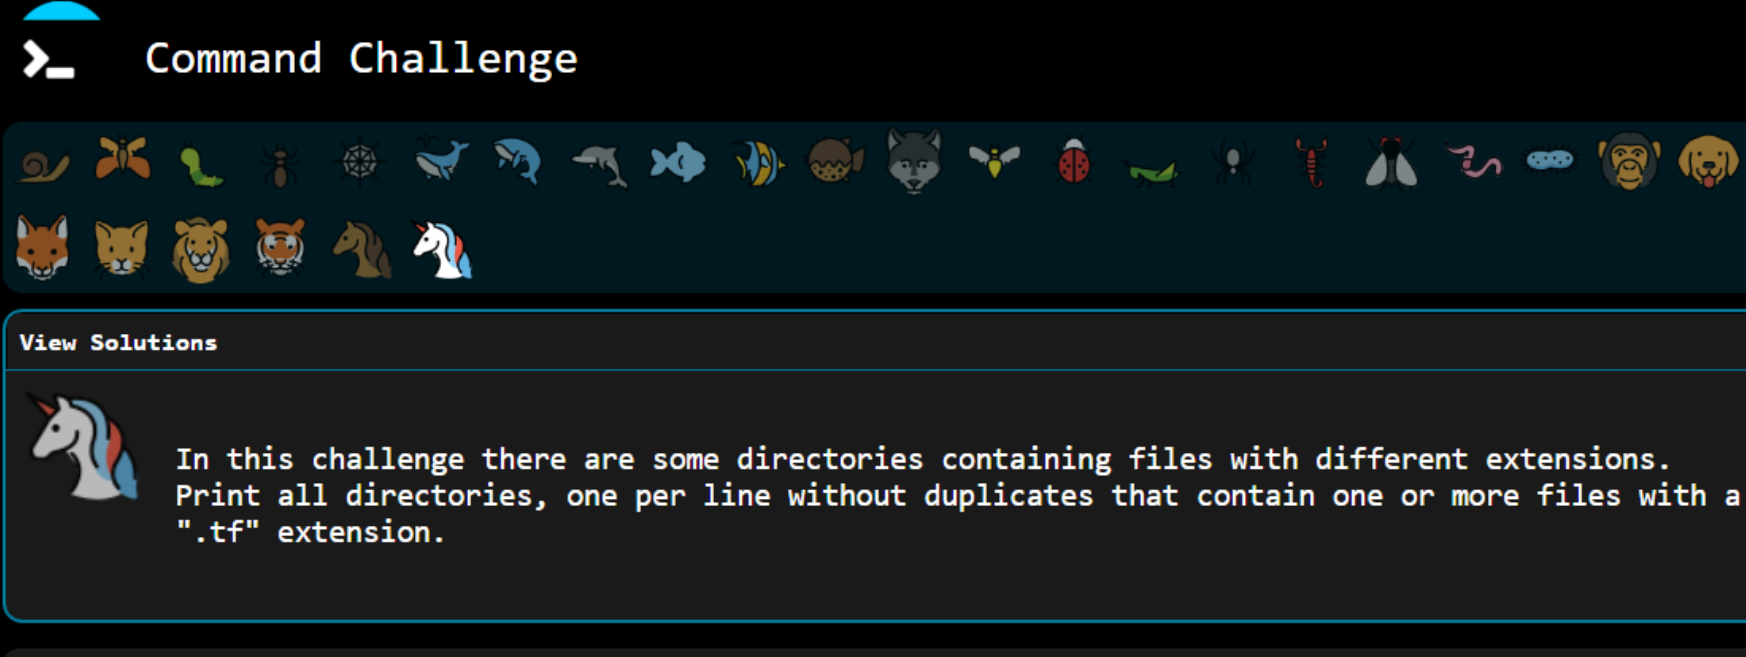 Command Challenge
View Solutions
In this challenge there are some directories containing files with different extensions.
Print all directories, one per line without duplicates that contain one or more files with a
".tf" extension.